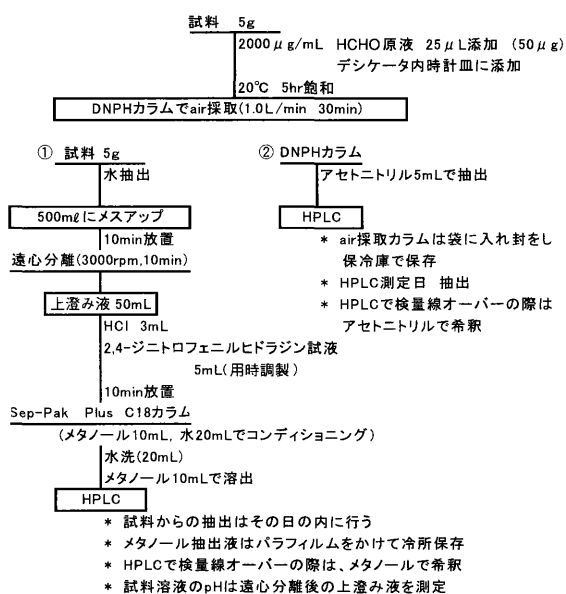 試料 5g
2000μg/mL HCHO原液 25μL添加 (50μg)
デシケータ内時計皿に添加
20℃ 5hr飽和
DNPHカラムでair採取(1.0L/min 30min)
① 試料 5g
水抽出
500mℓにメスアップ
10min放置
遠心分離(3000rpm,10min)
上澄み液 50mL
HCl 3mL
2,4-ジニトロフェニルヒドラジン試液
5mL(用時調製)
10min放置
Sep-Pak Plus C18カラム
(メタノール10mL, 水20mLでコンディショニング)
水洗(20mL)
メタノール10mLで溶出
HPLC
* 試料からの抽出はその日の内に行う
* メタノール抽出液はパラフィルムをかけて冷所保存
* HPLCで検量線オーバーの際は、メタノールで希釈
* 試料溶液のpHは遠心分離後の上澄み液を測定
② DNPHカラム
アセトニトリル5mLで抽出
HPLC
* air採取カラムは袋に入れ封をし
保冷庫で保存
* HPLC測定日 抽出
* HPLCで検量線オーバーの際は
アセトニトリルで希釈